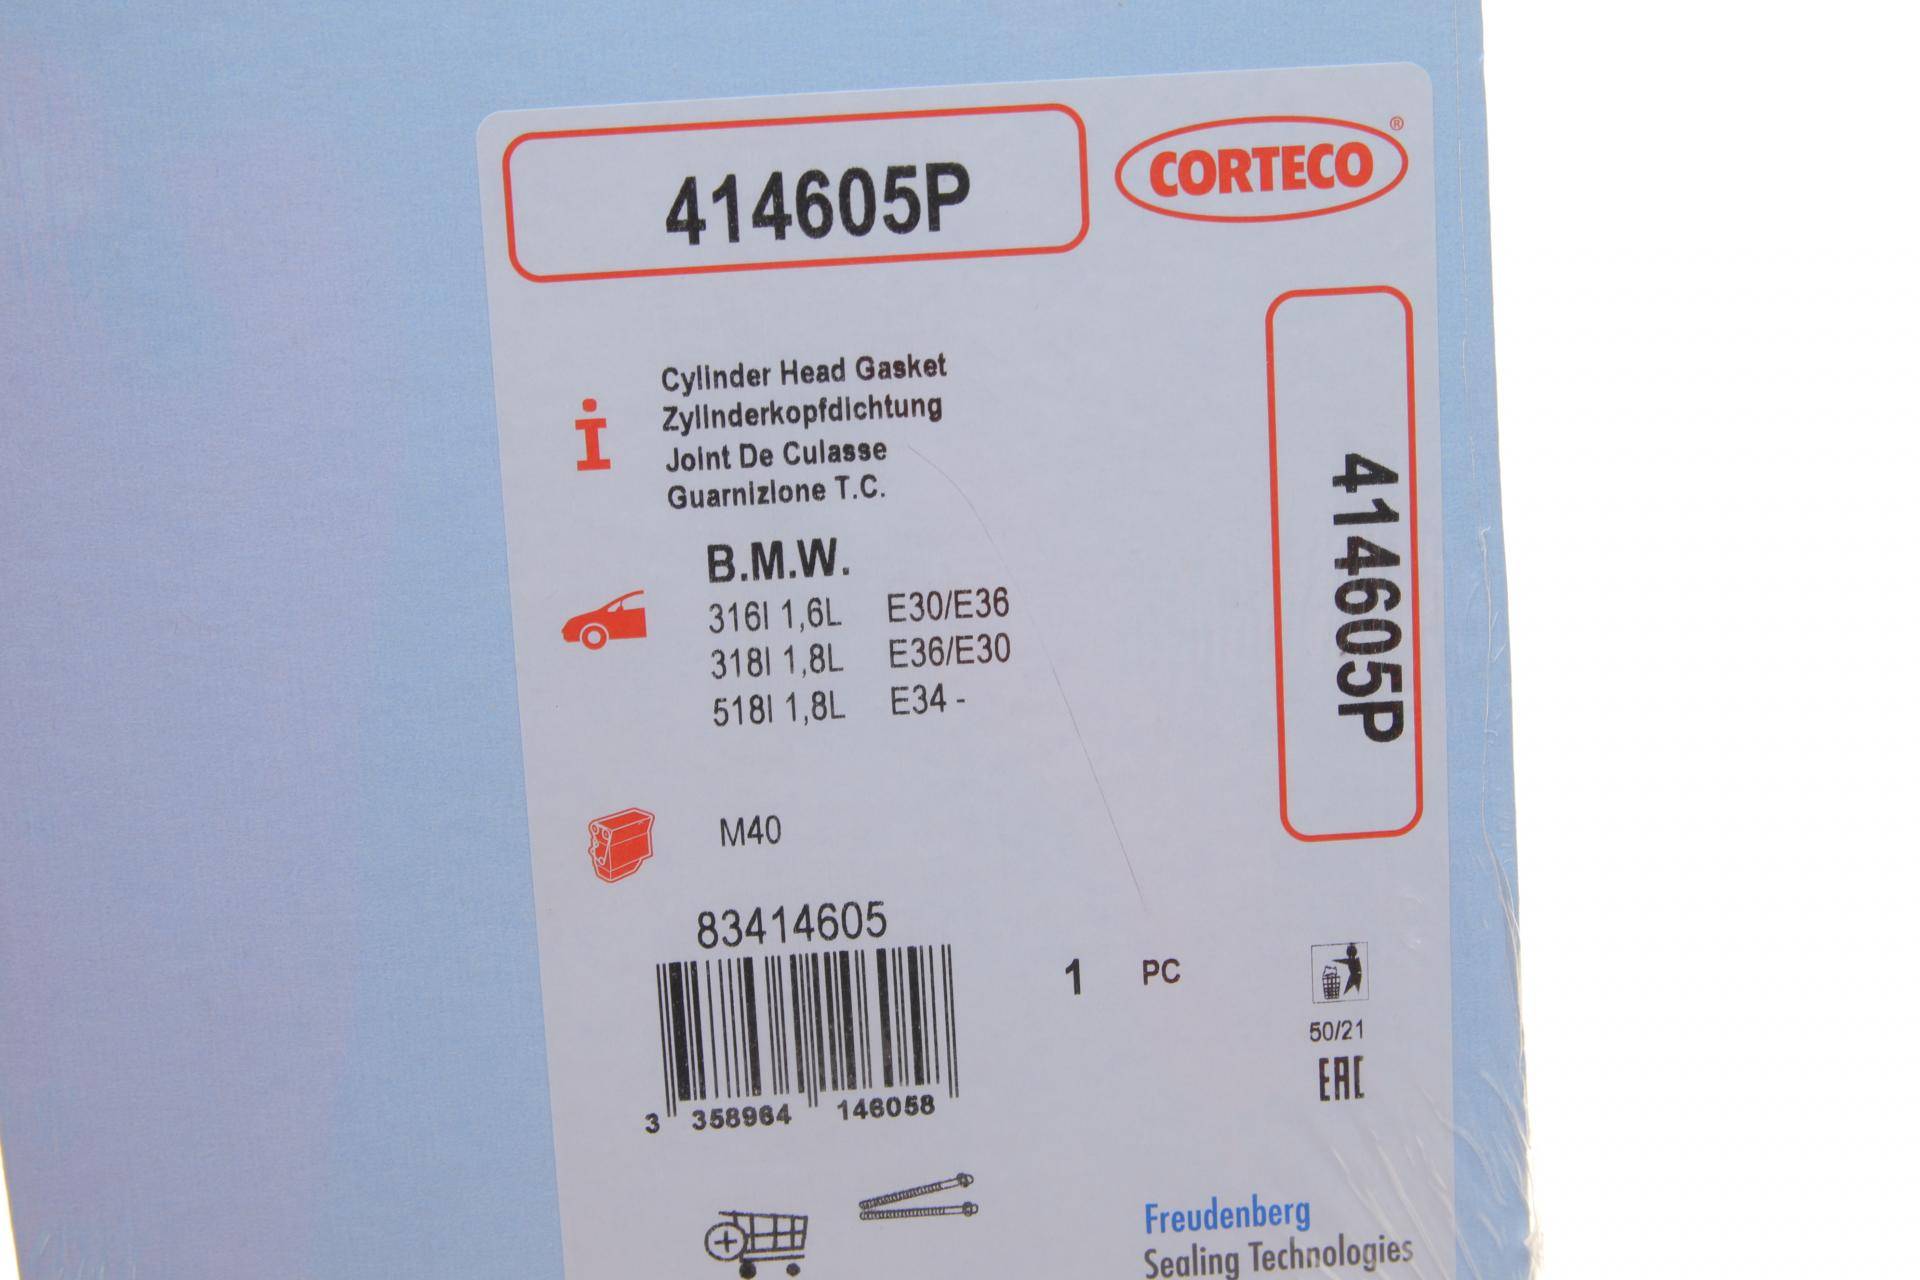 414605P
CORTECO®
Cylinder Head Gasket
Zylinderkopfdichtung
Joint De Culasse
Guarnizione T.C.
414605P
B.M.W.
316I 1,6L E30/E36
318I 1,8L E36/E30
518I 1,8L E34 -
M40
83414605
1 PC
50/21
EAC
3 358964 146058
Freudenberg
Sealing Technologies